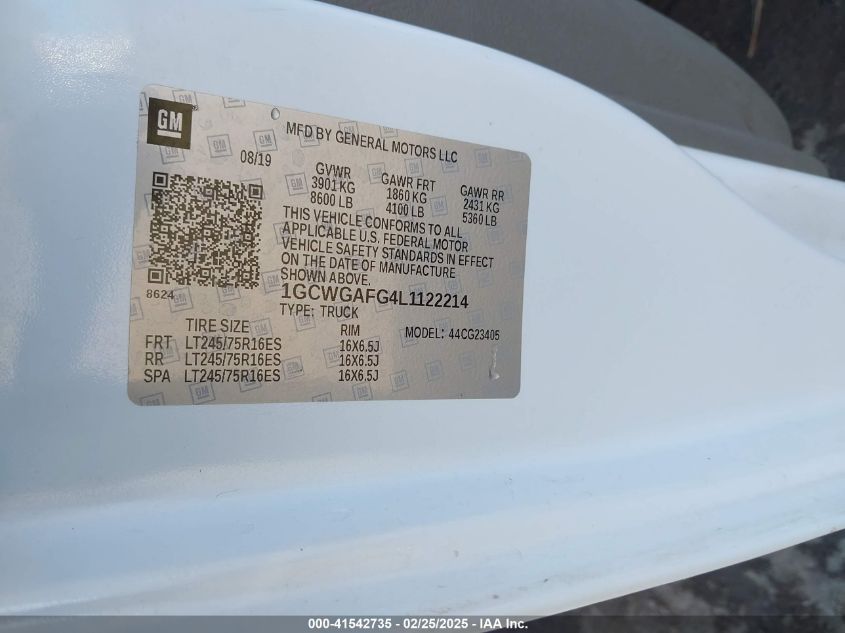 GM
MFD BY GENERAL MOTORS LLC
08/19
GVWR GAWR FRT GAWR RR
3901 KG 1860 KG 2431 KG
8600 LB 4100 LB 5360 LB
THIS VEHICLE CONFORMS TO ALL
APPLICABLE U.S. FEDERAL MOTOR
VEHICLE SAFETY STANDARDS IN EFFECT
ON THE DATE OF MANUFACTURE
SHOWN ABOVE.
8624
1GCWGAFG4L1122214
TYPE: TRUCK
MODEL: 44CG23405
TIRE SIZE RIM
FRT LT245/75R16ES 16X6.5J
RR LT245/75R16ES 16X6.5J
SPA LT245/75R16ES 16X6.5J
000-41542735 - 02/25/2025 - IAA Inc.